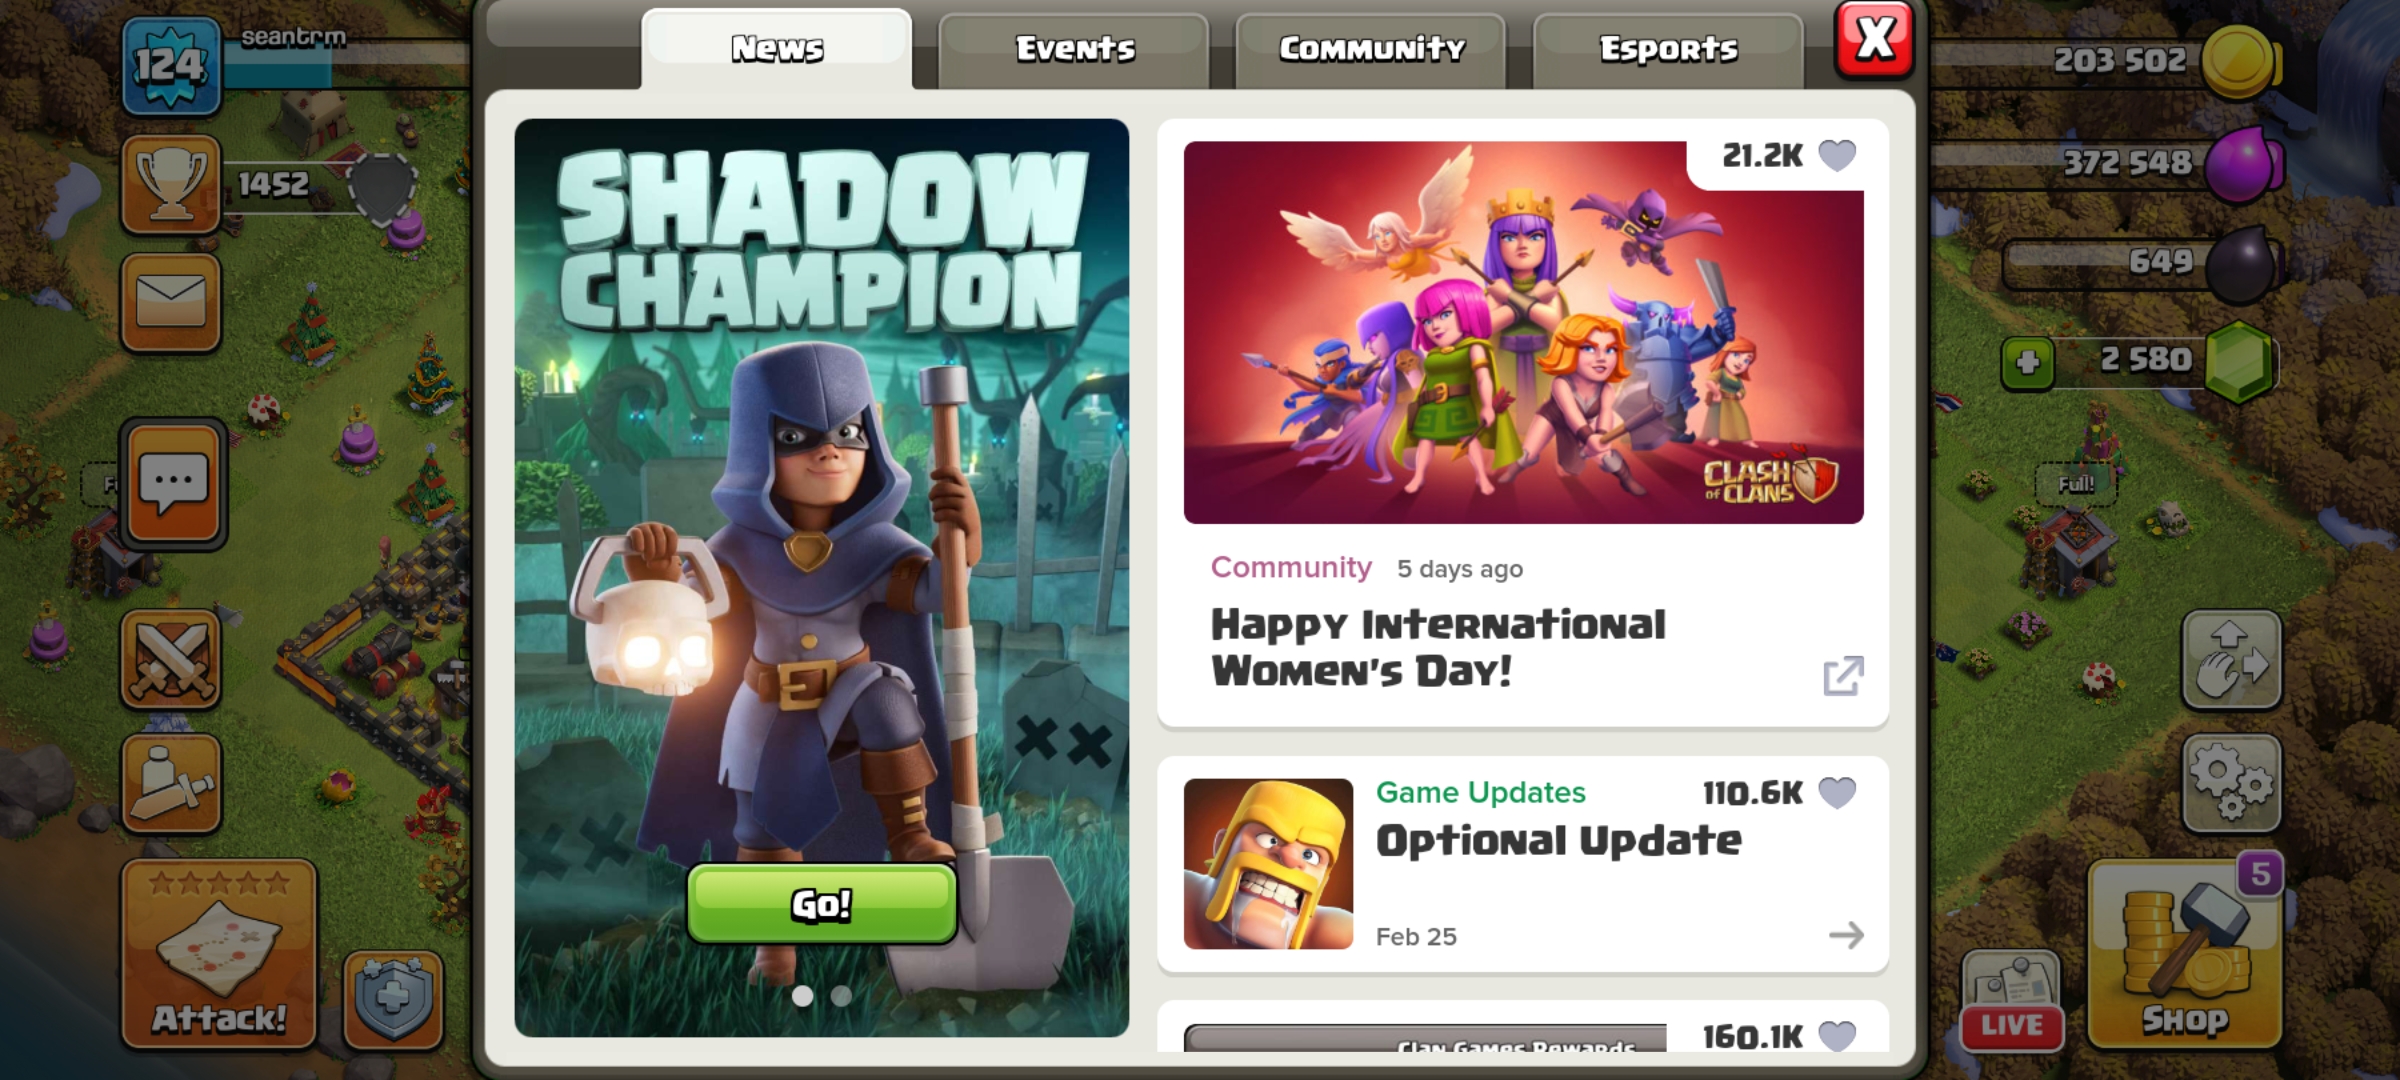 124
seantrm
1452
Attack!
News
Events
Community
Esports
X
SHADOW
CHAMPION
Go!
21.2K
CLASH
OF CLANS
Community 5 days ago
Happy International
Women's Day!
Game Updates
110.6K
Optional Update
Feb 25
160.1K
Clan Games Rewards
203 502
372 548
649
2 580
Full!
5
LIVE
Shop